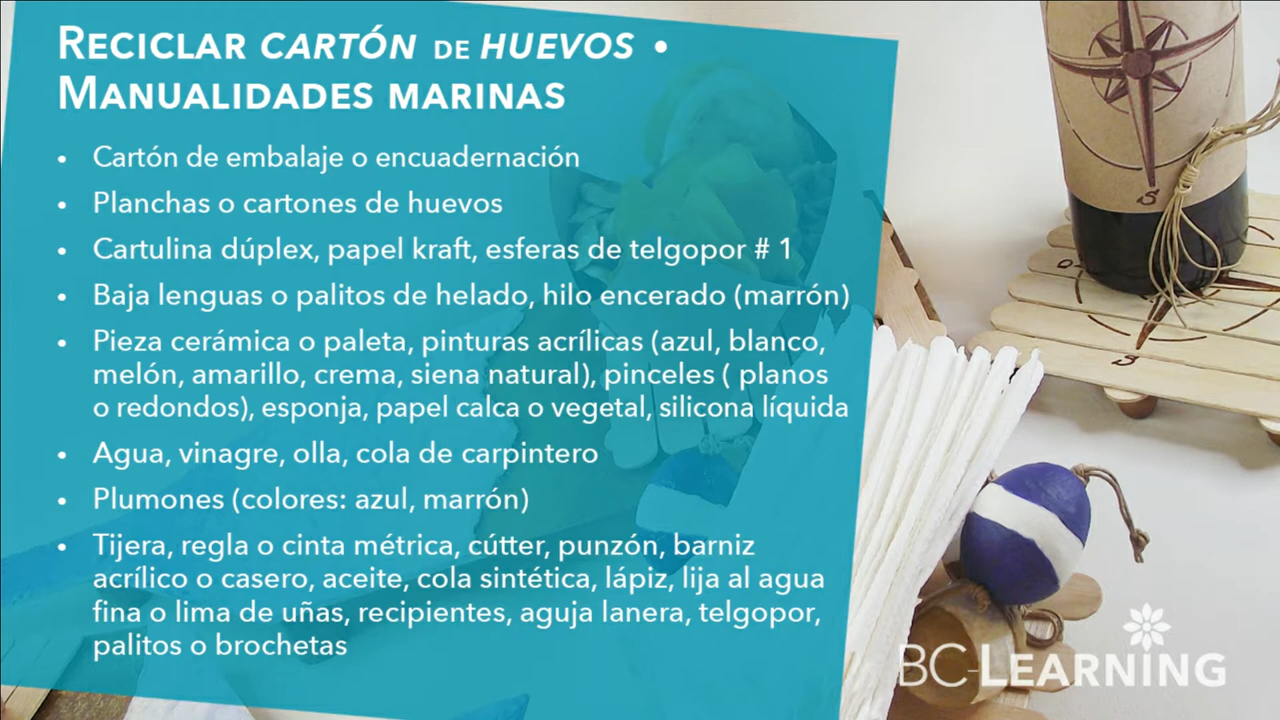 RECICLAR CARTÓN DE HUEVOS •
MANUALIDADES MARINAS
• Cartón de embalaje o encuadernación
• Planchas o cartones de huevos
• Cartulina dúplex, papel kraft, esferas de telgopor # 1
• Baja lenguas o palitos de helado, hilo encerado (marrón)
• Pieza cerámica o paleta, pinturas acrílicas (azul, blanco,
melón, amarillo, crema, siena natural), pinceles ( planos
o redondos), esponja, papel calca o vegetal, silicona líquida
• Agua, vinagre, olla, cola de carpintero
• Plumones (colores: azul, marrón)
• Tijera, regla o cinta métrica, cútter, punzón, barniz
acrílico o casero, aceite, cola sintética, lápiz, lija al agua
fina o lima de uñas, recipientes, aguja lanera, telgopor,
palitos o brochetas
S
O
S
BC-LEARNING